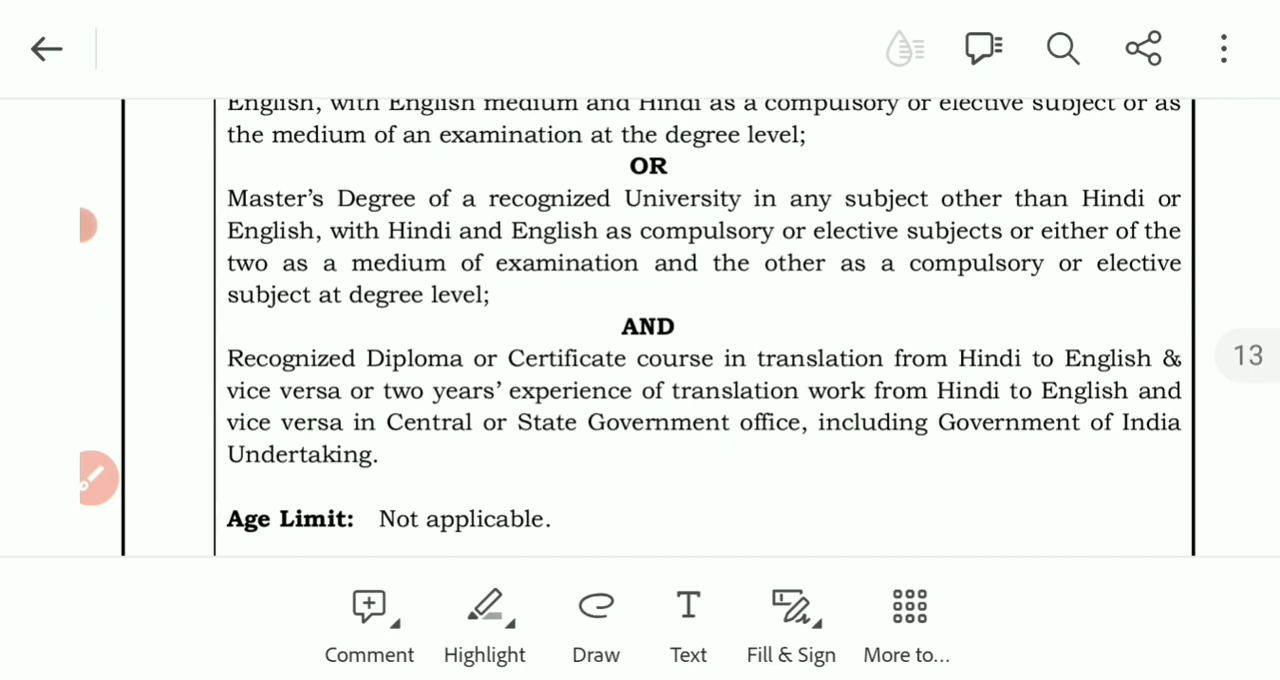 English, with English medium and Hindi as a compulsory or elective subject or as
the medium of an examination at the degree level;
OR
Master's Degree of a recognized University in any subject other than Hindi or
English, with Hindi and English as compulsory or elective subjects or either of the
two as a medium of examination and the other as a compulsory or elective
subject at degree level;
AND
Recognized Diploma or Certificate course in translation from Hindi to English &
vice versa or two years' experience of translation work from Hindi to English and
vice versa in Central or State Government office, including Government of India
Undertaking.
Age Limit: Not applicable.
13
Comment Highlight Draw Text Fill & Sign More to...